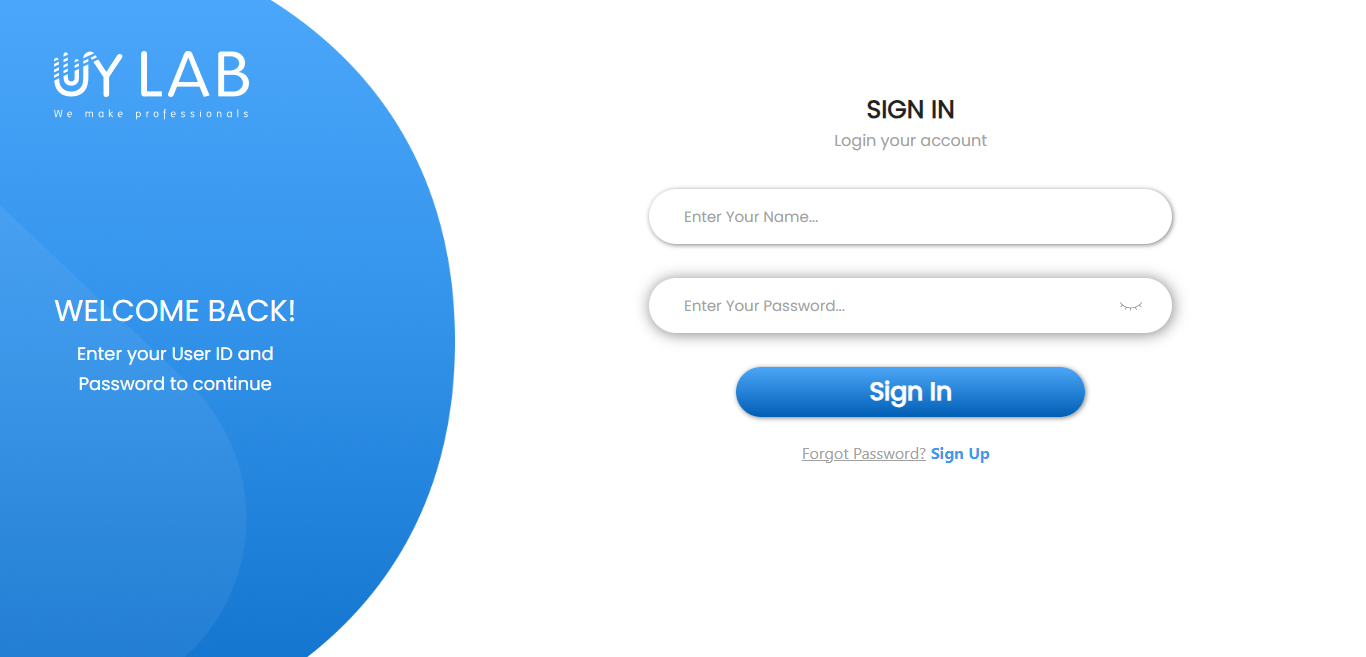 UY LAB
We make professionals
WELCOME BACK!
Enter your User ID and
Password to continue
SIGN IN
Login your account
Enter Your Name...
Enter Your Password...
Sign In
Forgot Password? Sign Up